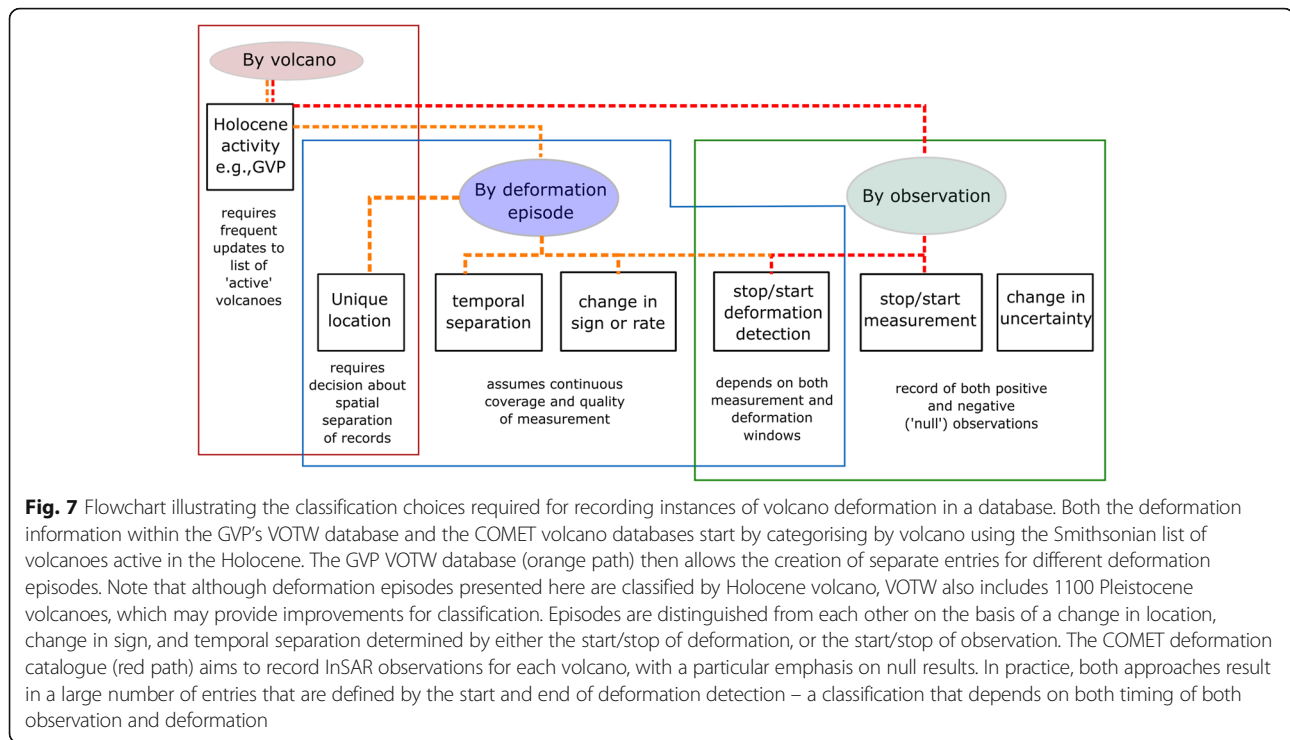 By volcano
Holocene
activity
e.g.,GVP
requires
frequent
updates to
list of
'active'
volcanoes
By deformation
episode
By observation
Unique
location
temporal
separation
change in
sign or rate
stop/start
deformation
detection
stop/start
measurement
change in
uncertainty
requires
decision about
spatial
separation
of records
assumes continuous
coverage and quality
of measurement
depends on both
measurement and
deformation
windows
record of both positive
and negative
('null') observations
Fig. 7 Flowchart illustrating the classification choices required for recording instances of volcano deformation in a database. Both the deformation
information within the GVP's VOTW database and the COMET volcano databases start by categorising by volcano using the Smithsonian list of
volcanoes active in the Holocene. The GVP VOTW database (orange path) then allows the creation of separate entries for different deformation
episodes. Note that although deformation episodes presented here are classified by Holocene volcano, VOTW also includes 1100 Pleistocene
volcanoes, which may provide improvements for classification. Episodes are distinguished from each other on the basis of a change in location,
change in sign, and temporal separation determined by either the start/stop of deformation, or the start/stop of observation. The COMET deformation
catalogue (red path) aims to record InSAR observations for each volcano, with a particular emphasis on null results. In practice, both approaches result
in a large number of entries that are defined by the start and end of deformation detection – a classification that depends on both timing of both
observation and deformation